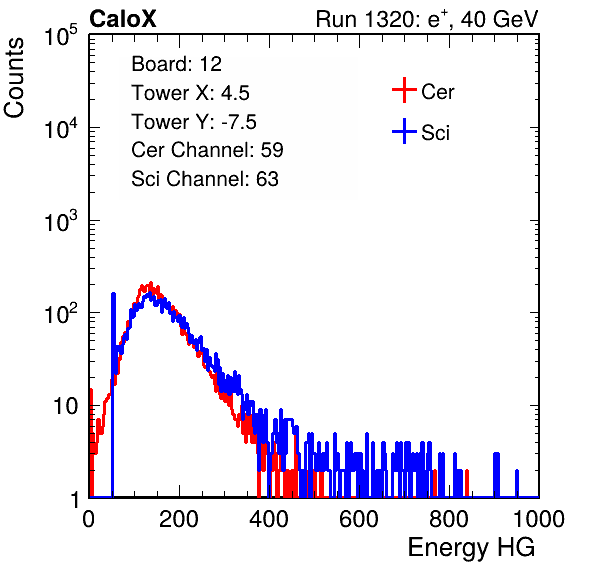 CaloX Run 1320: e⁺, 40 GeV
Counts
10⁵
10⁴
10³
10²
10
1
Board: 12
Tower X: 4.5
Tower Y: -7.5
Cer Channel: 59
Sci Channel: 63
Cer
Sci
0 200 400 600 800 1000
Energy HG